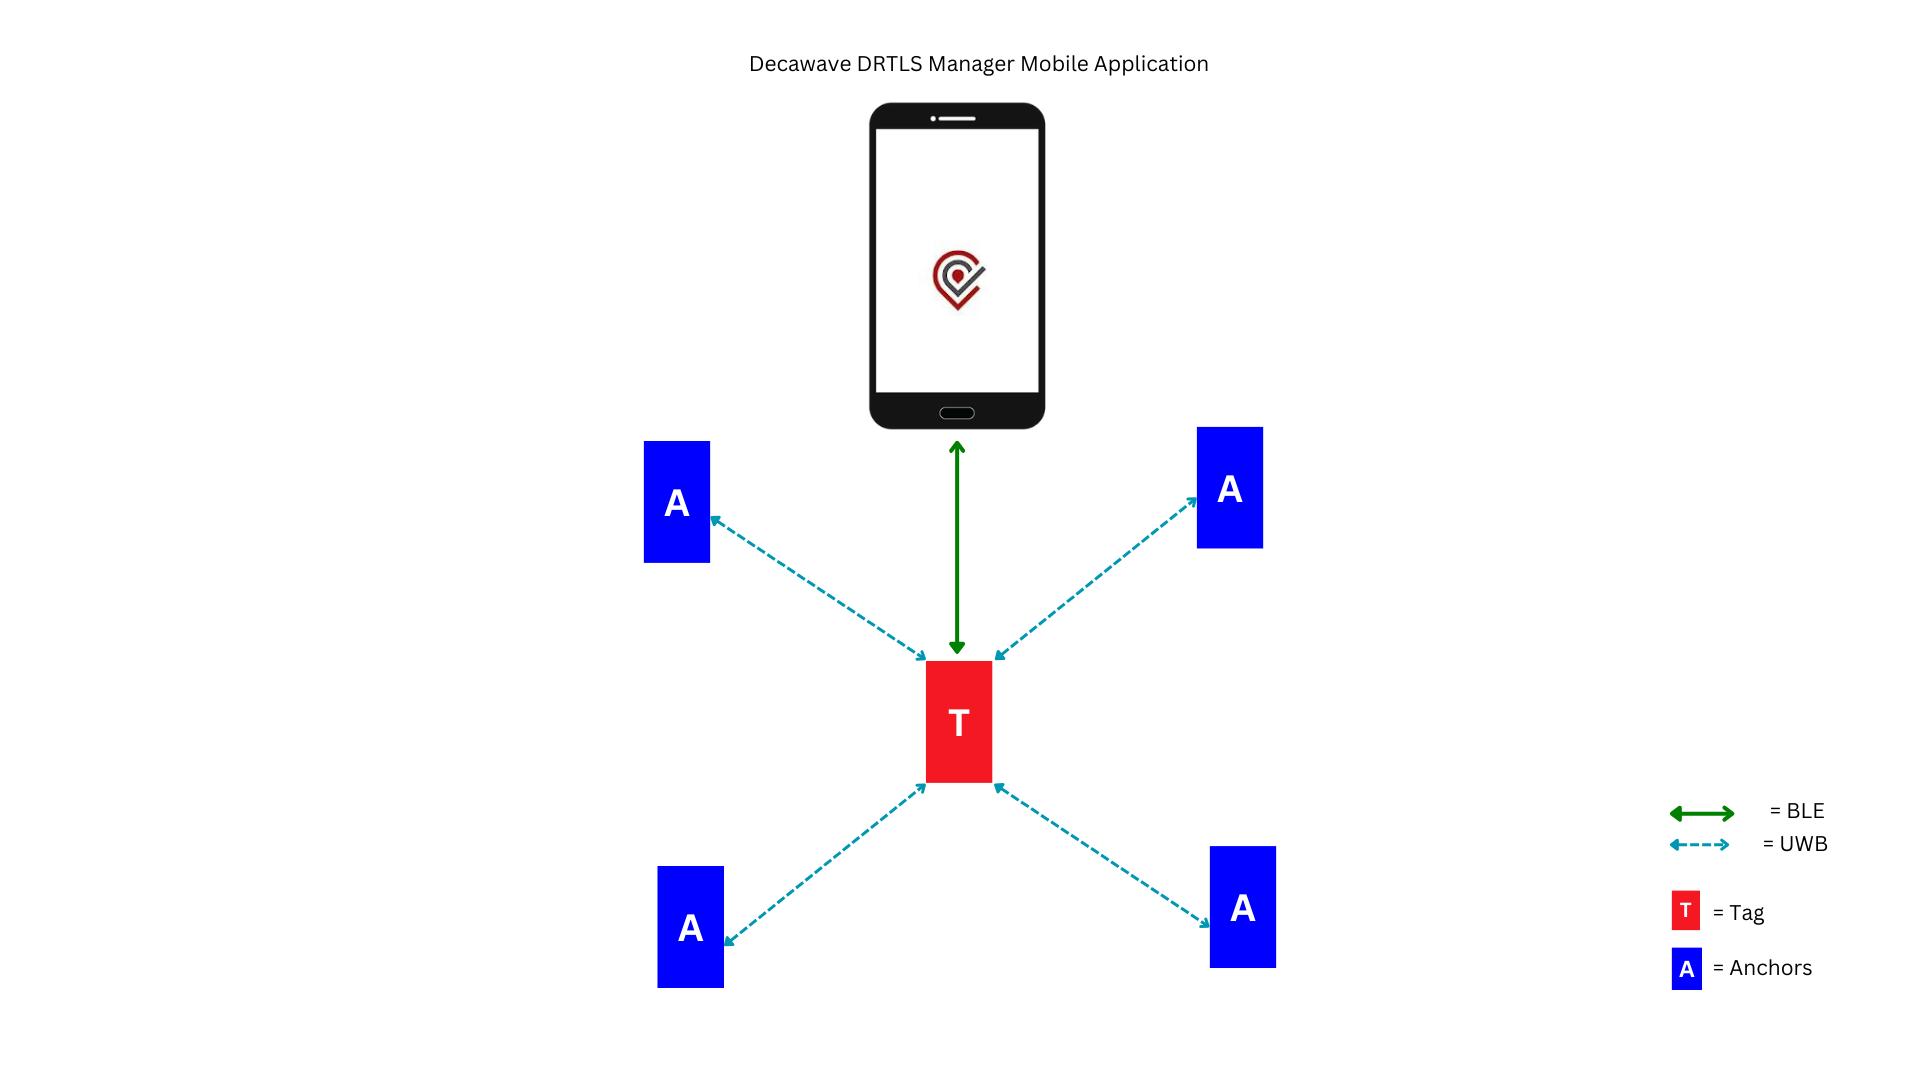 Decawave DRTLS Manager Mobile Application
A
A
T
A
A
= BLE
= UWB
T = Tag
A = Anchors